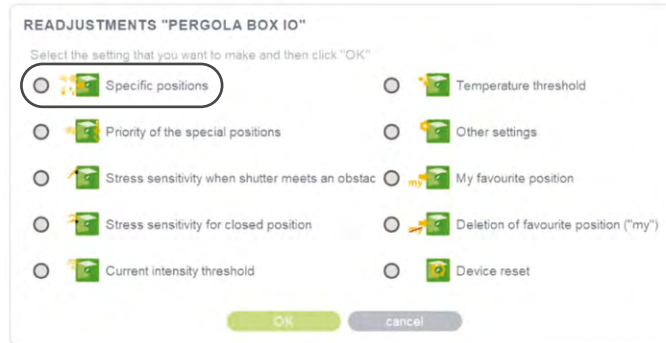 READJUSTMENTS "PERGOLA BOX IO"
Select the setting that you want to make and then click "OK"
Specific positions
Temperature threshold
Priority of the special positions
Other settings
Stress sensitivity when shutter meets an obstac
my My favourite position
Stress sensitivity for closed position
Deletion of favourite position ("my")
Current intensity threshold
Device reset
OK
cancel